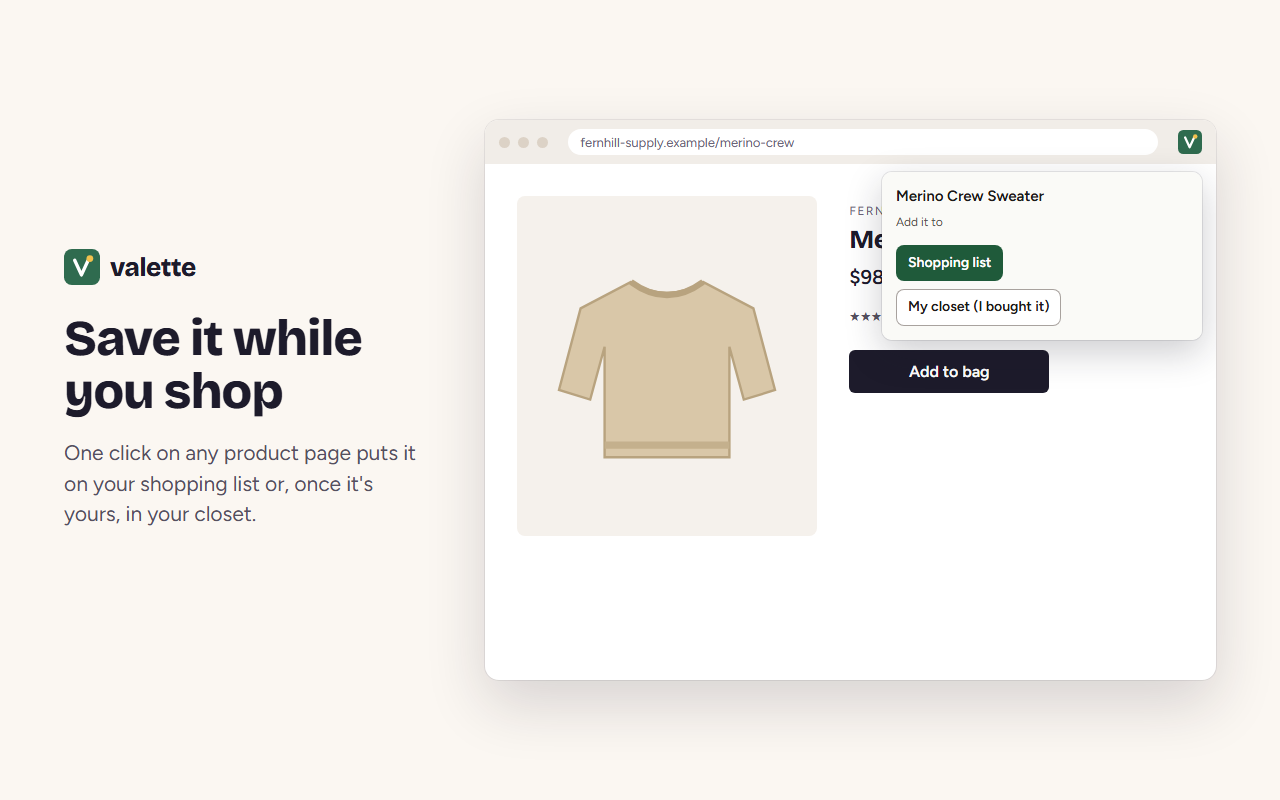 valette
Save it while
you shop
One click on any product page puts it
on your shopping list or, once it's
yours, in your closet.
fernhill-supply.example/merino-crew
Merino Crew Sweater
Add it to
Shopping list
My closet (I bought it)
FERN
Me
$98
★★★
Add to bag